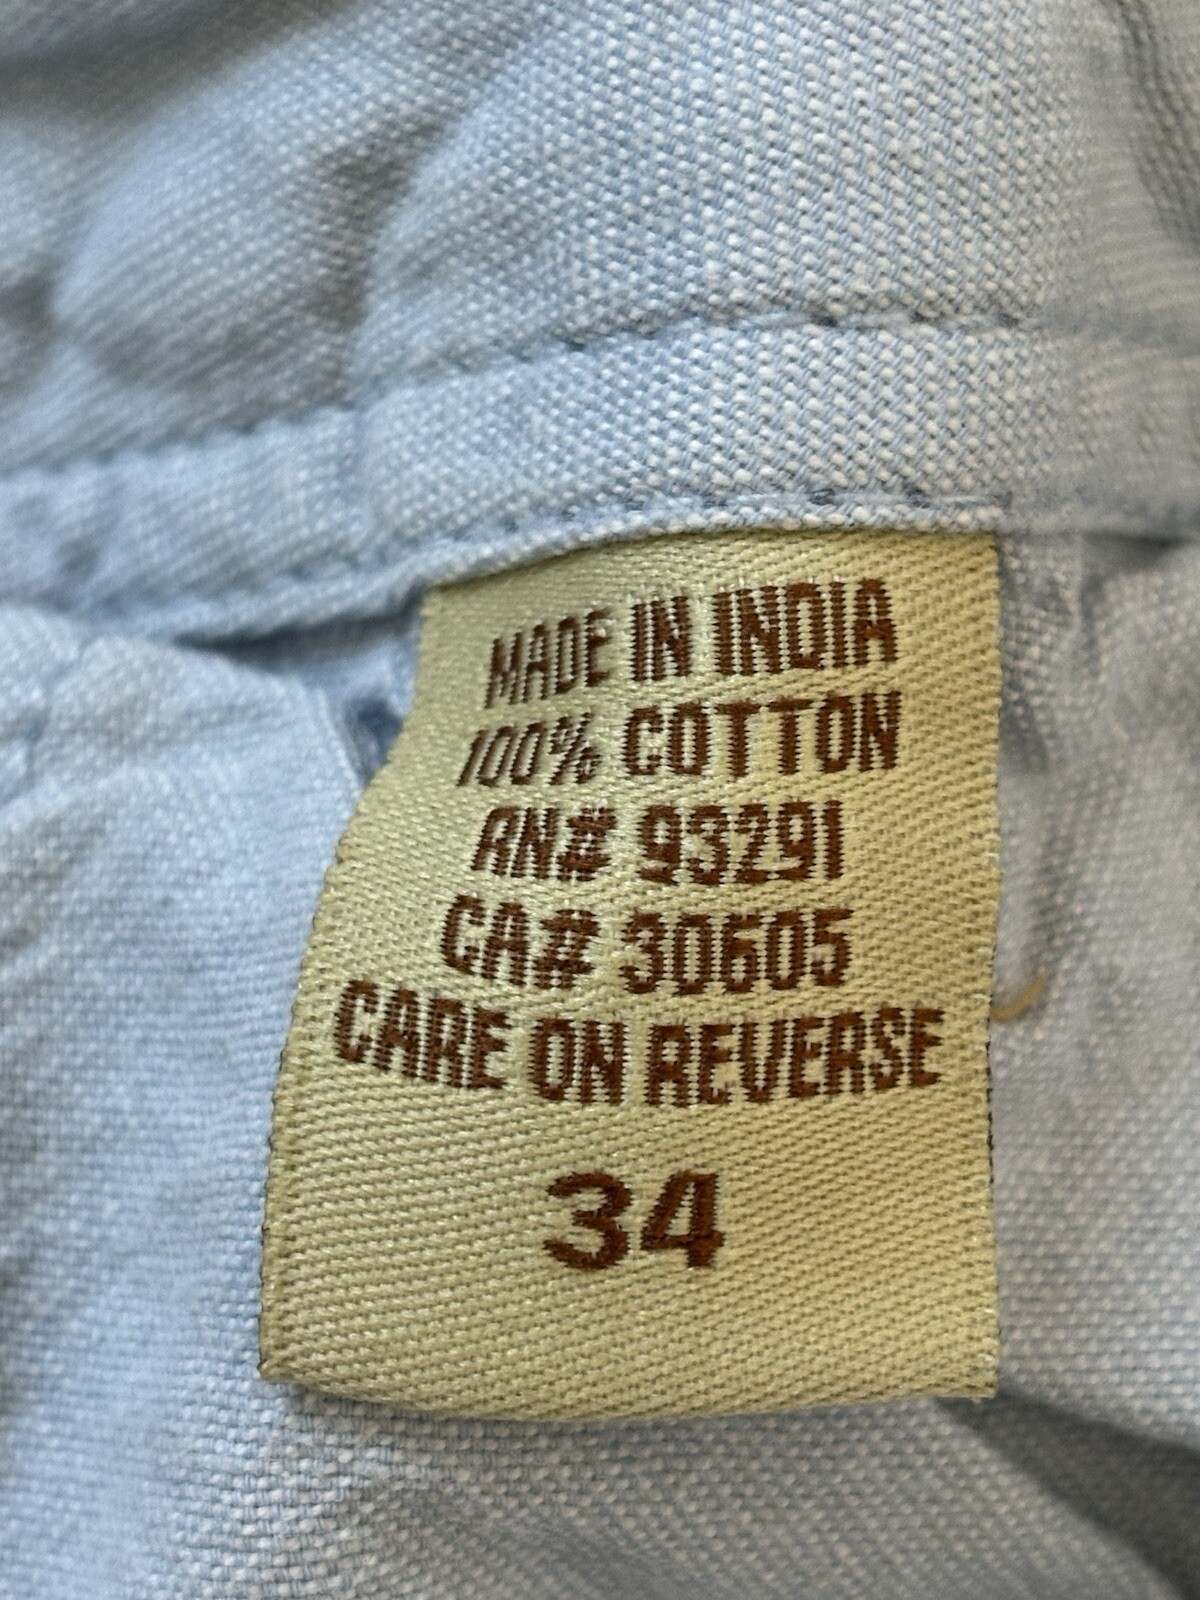 MADE IN INDIA
100% COTTON
RN# 93291
CA# 30605
CARE ON REVERSE
34